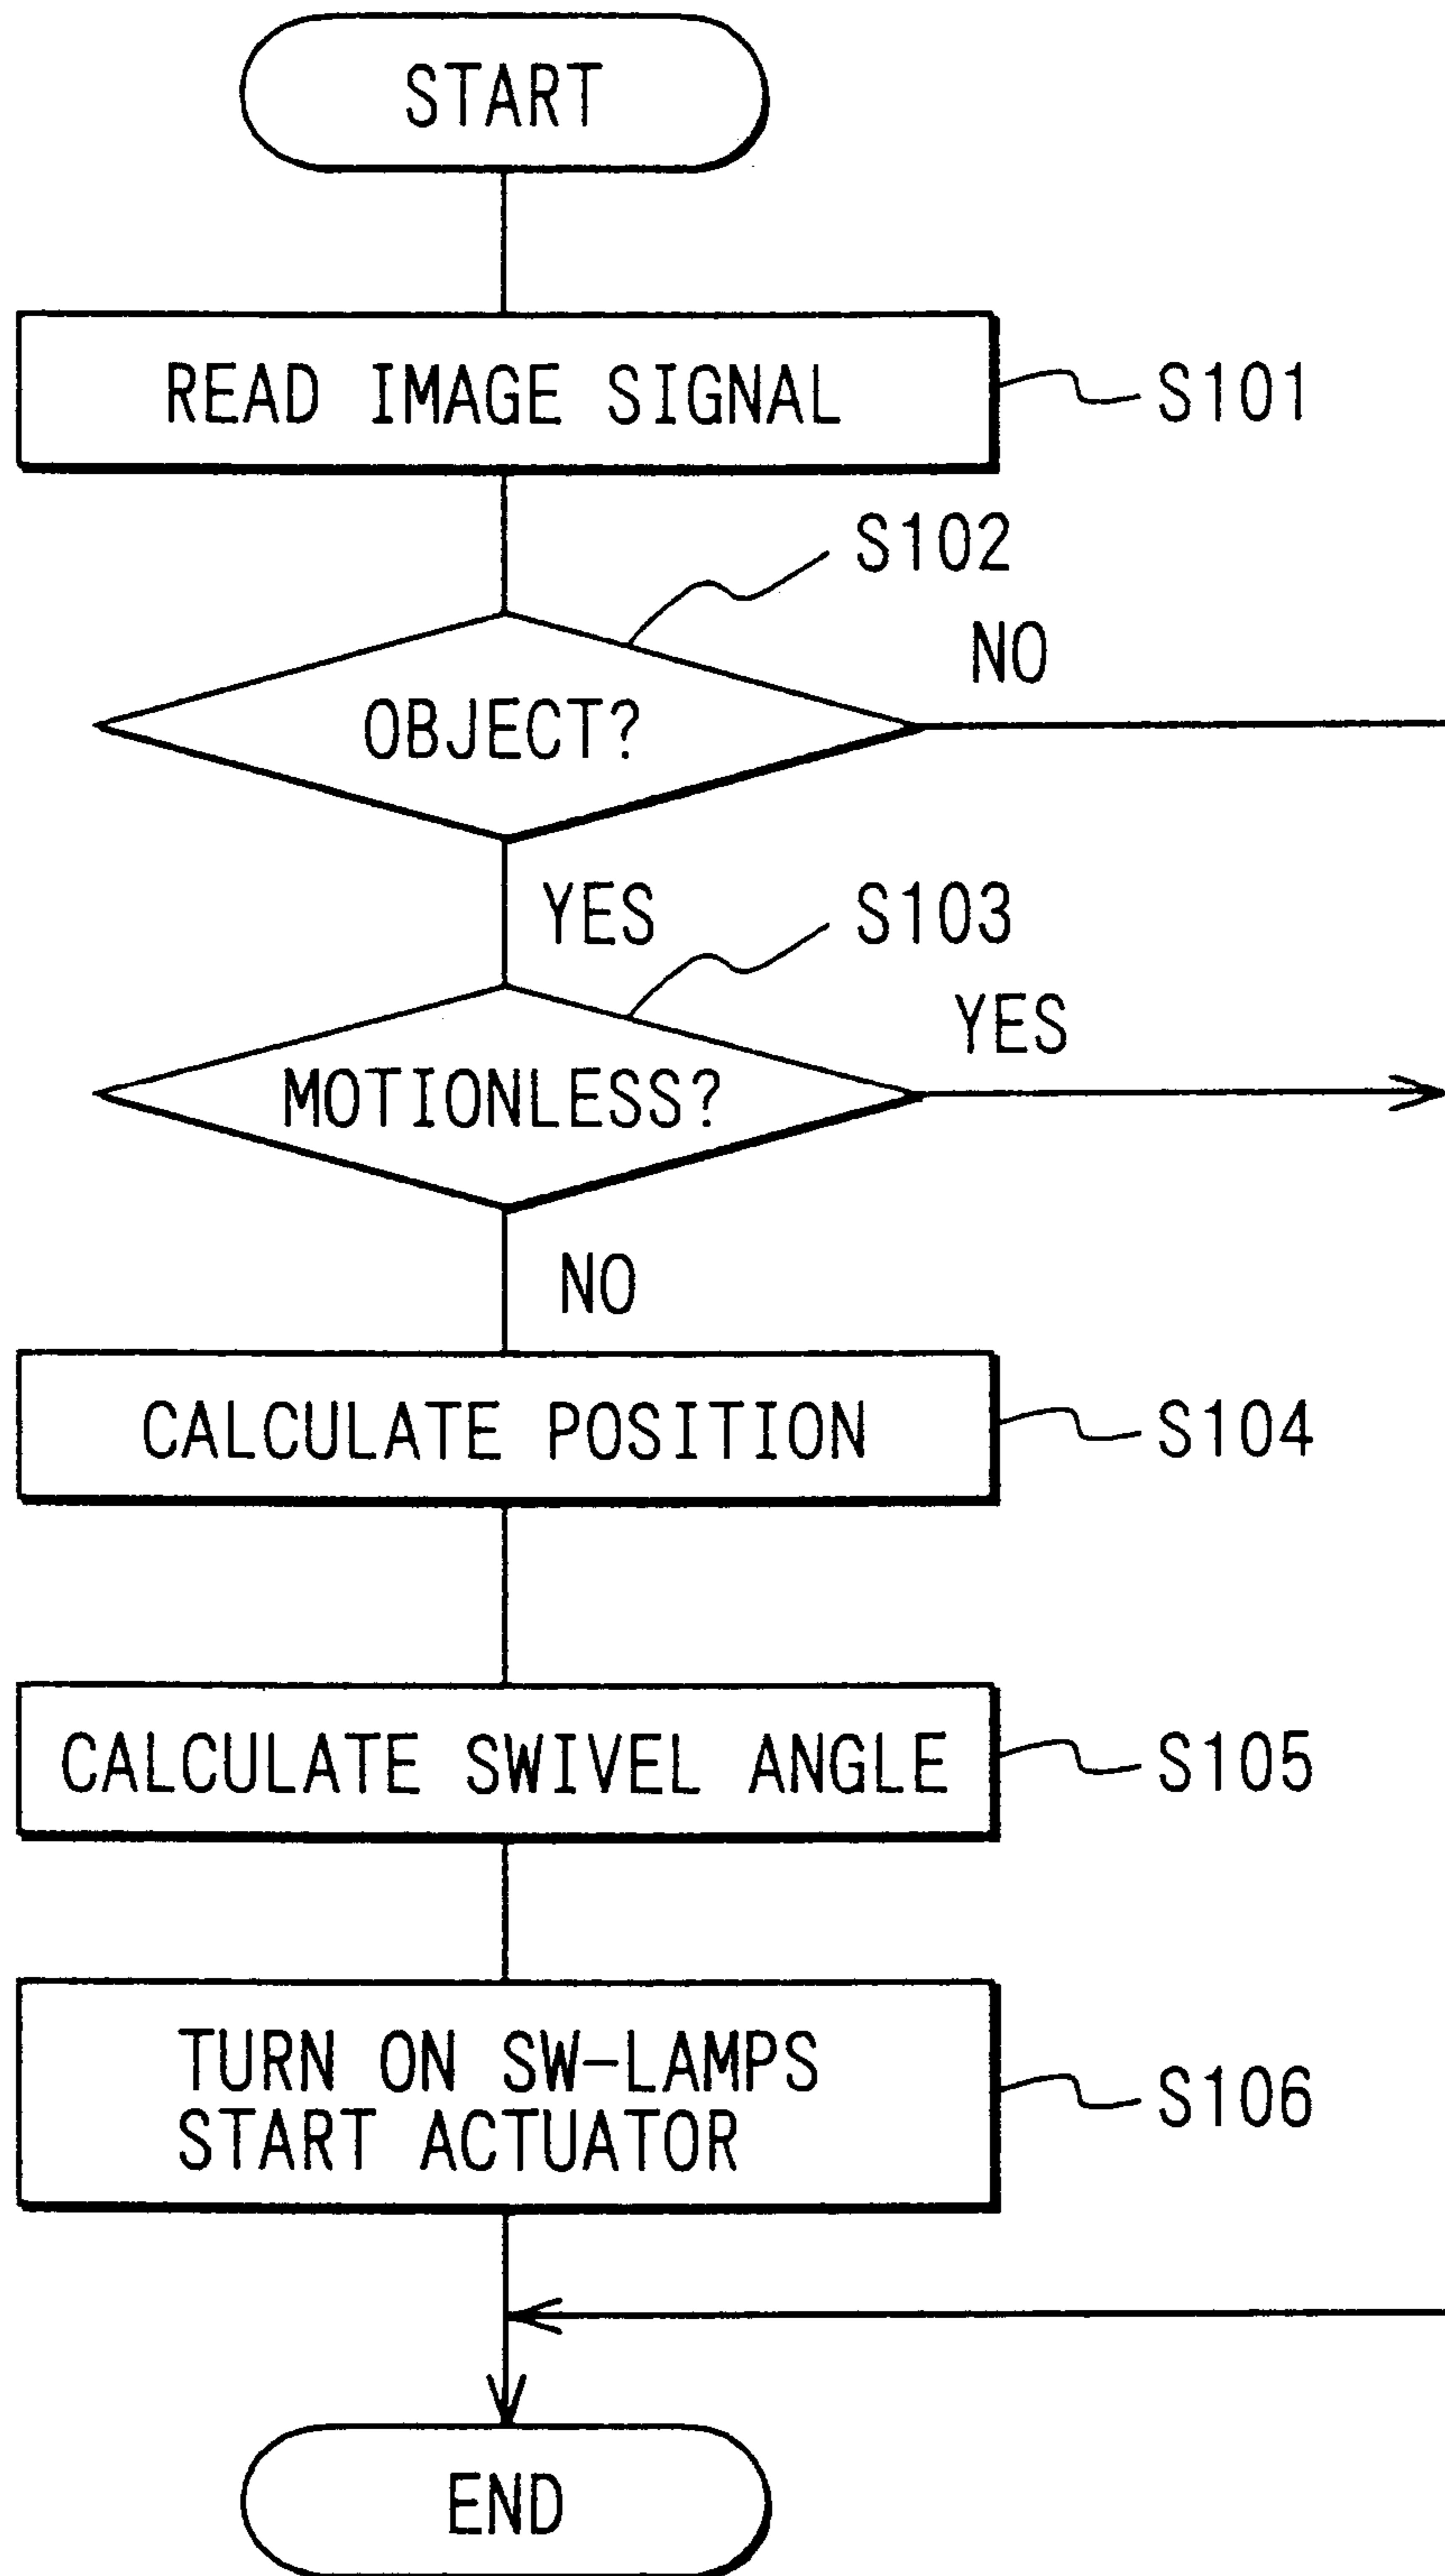 START
READ IMAGE SIGNAL
S101
S102
OBJECT?
NO
YES
S103
MOTIONLESS?
YES
NO
CALCULATE POSITION
S104
CALCULATE SWIVEL ANGLE
S105
TURN ON SW-LAMPS
START ACTUATOR
S106
END